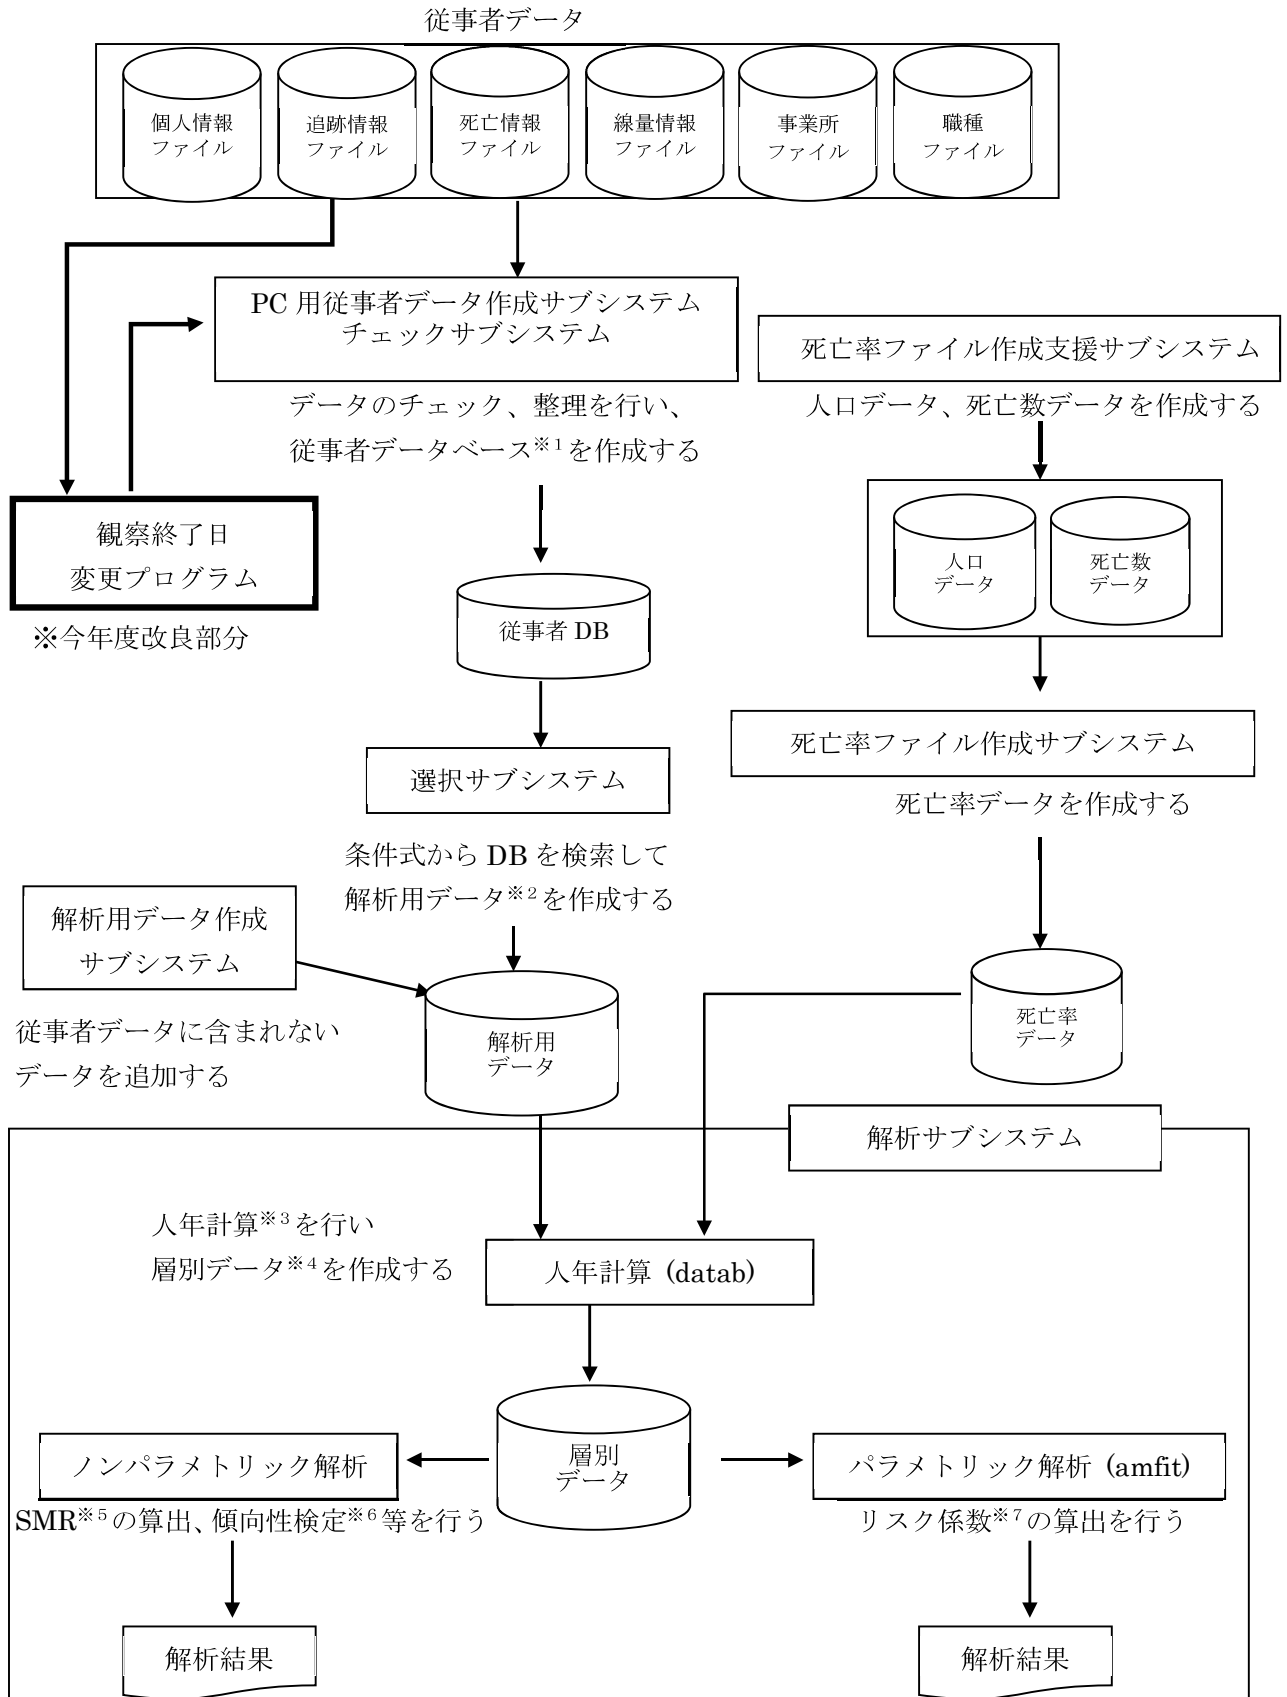 従事者データ
個人情報
ファイル
追跡情報
ファイル
死亡情報
ファイル
線量情報
ファイル
事業所
ファイル
職種
ファイル
PC 用従事者データ作成サブシステム
チェックサブシステム
データのチェック、整理を行い、
従事者データベース※1を作成する
死亡率ファイル作成支援サブシステム
人口データ、死亡数データを作成する
観察終了日
変更プログラム
※今年度改良部分
人口
データ
死亡数
データ
従事者 DB
選択サブシステム
条件式から DB を検索して
解析用データ※2を作成する
死亡率ファイル作成サブシステム
死亡率データを作成する
解析用データ作成
サブシステム
従事者データに含まれない
データを追加する
解析用
データ
死亡率
データ
解析サブシステム
人年計算※3を行い
層別データ※4を作成する
人年計算 (datab)
層別
データ
ノンパラメトリック解析
SMR※5の算出、傾向性検定※6等を行う
パラメトリック解析 (amfit)
リスク係数※7の算出を行う
解析結果
解析結果